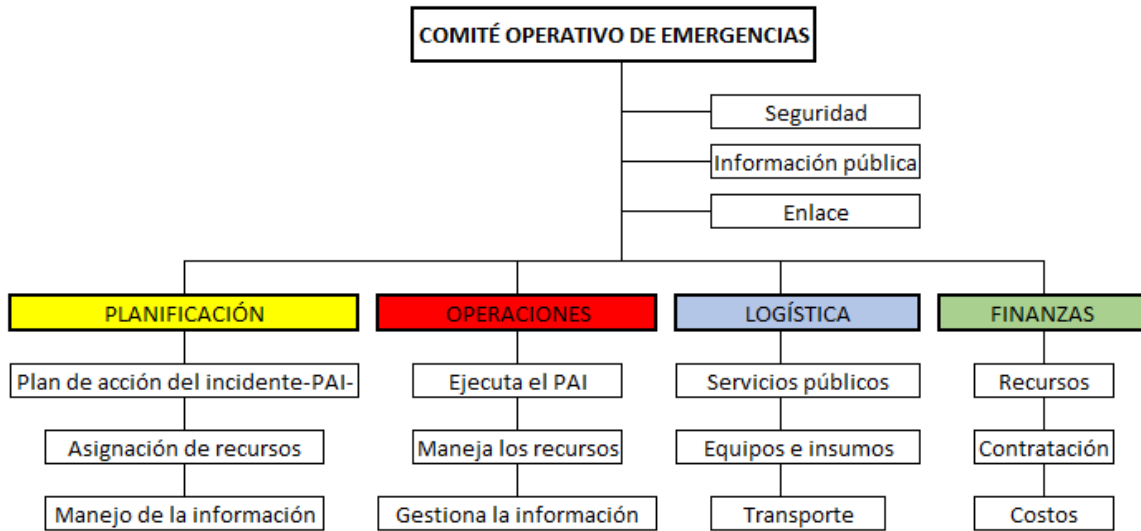 COMITÉ OPERATIVO DE EMERGENCIAS
Seguridad
Información pública
Enlace
PLANIFICACIÓN
OPERACIONES
LOGÍSTICA
FINANZAS
Plan de acción del incidente-PAI-
Ejecuta el PAI
Servicios públicos
Recursos
Asignación de recursos
Maneja los recursos
Equipos e insumos
Contratación
Manejo de la información
Gestiona la información
Transporte
Costos